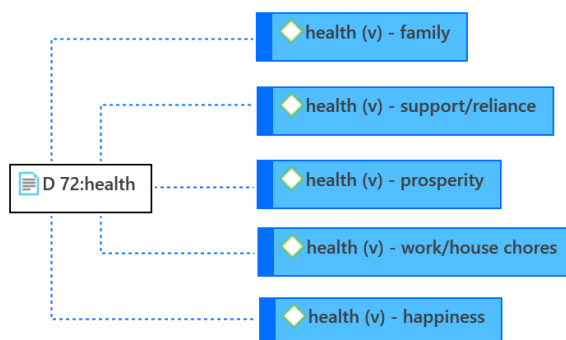 health (v) - family
health (v) - support/reliance
D 72:health
health (v) - prosperity
health (v) - work/house chores
health (v) - happiness